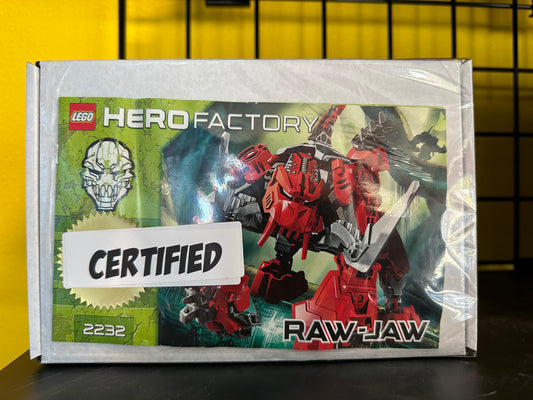 LEGO HERO FACTORY
CERTIFIED
2232
RAW-JAW